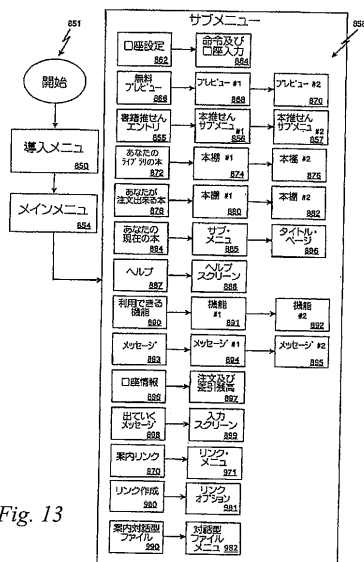 851
開始
導入メニュー
850
メインメニュー
854
Fig. 13
サブメニュー
858
口座設定
862
命令及び
口座入力
864
無料
プレビュー
866
プレビュー #1
868
プレビュー #2
870
書籍推せん
エントリ
855
本推せん
サブメニュー #1
856
本推せん
サブメニュー #2
857
あなたの
ライブラリの本
872
本棚 #1
874
本棚 #2
876
あなたが
注文出来る本
878
本棚 #1
880
本棚 #2
882
あなたの
現在の本
884
サブ・
メニュー
885
タイトル・
ページ
886
ヘルプ
887
ヘルプ
スクリーン
888
利用できる
機能
890
機能
#1
891
機能
#2
892
メッセージ
893
メッセージ #1
894
メッセージ #2
895
口座情報
896
注文及び
差引残高
897
出ていく
メッセージ
898
入力
スクリーン
899
案内リンク
970
リンク・
メニュー
971
リンク作成
980
リンク
オプション
981
案内対話型
ファイル
990
対話型
ファイル
メニュー
982